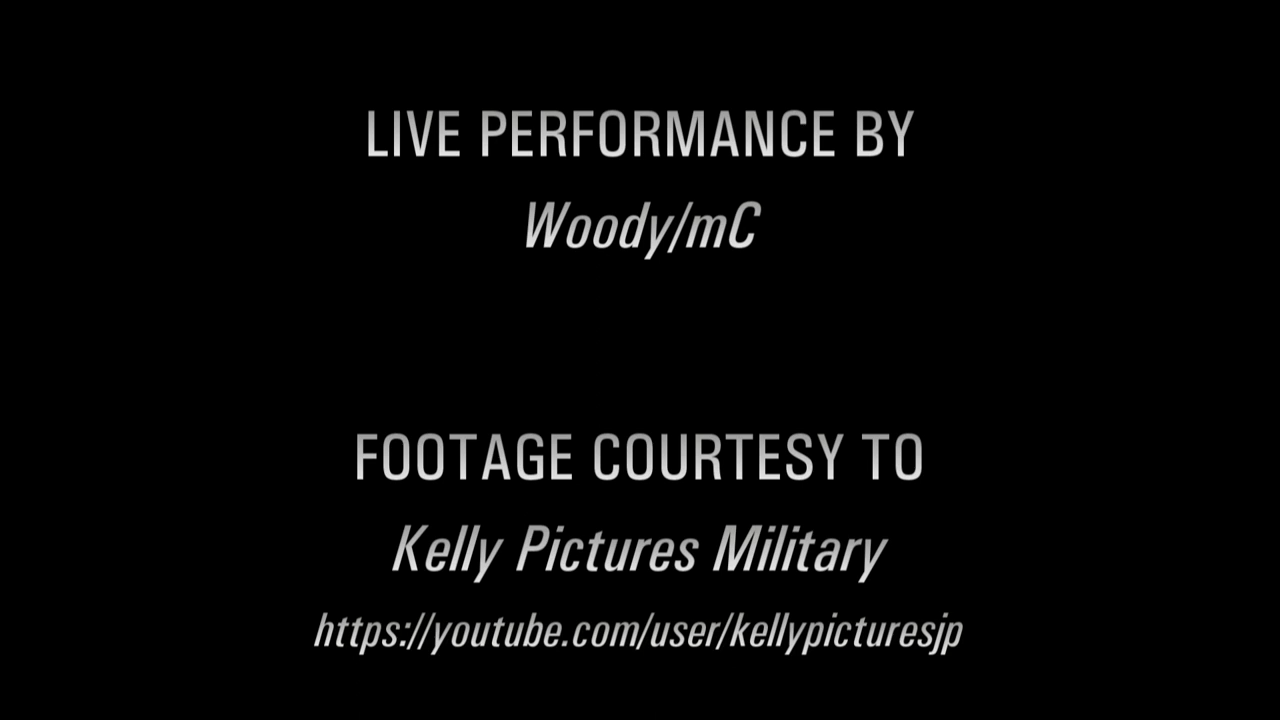 LIVE PERFORMANCE BY
Woody/mC
FOOTAGE COURTESY TO
Kelly Pictures Military
https://youtube.com/user/kellypicturesjp